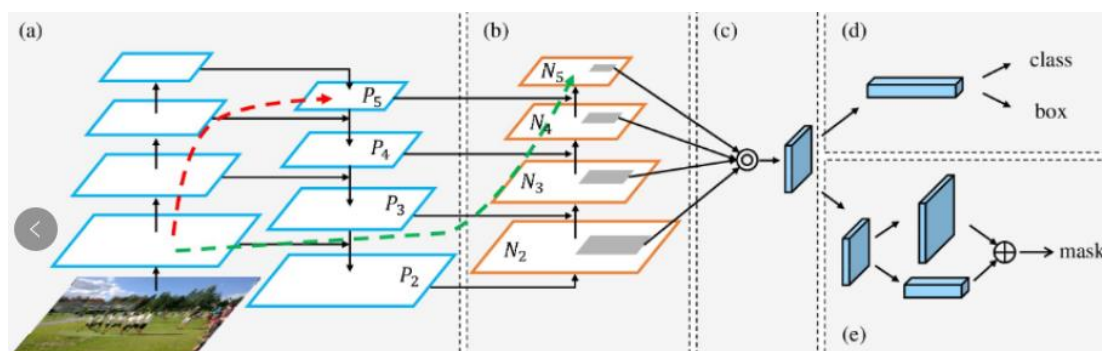 (a)
P5
P4
P3
P2
(b)
N5
N4
N3
N2
(c)
(d)
class
box
mask
(e)